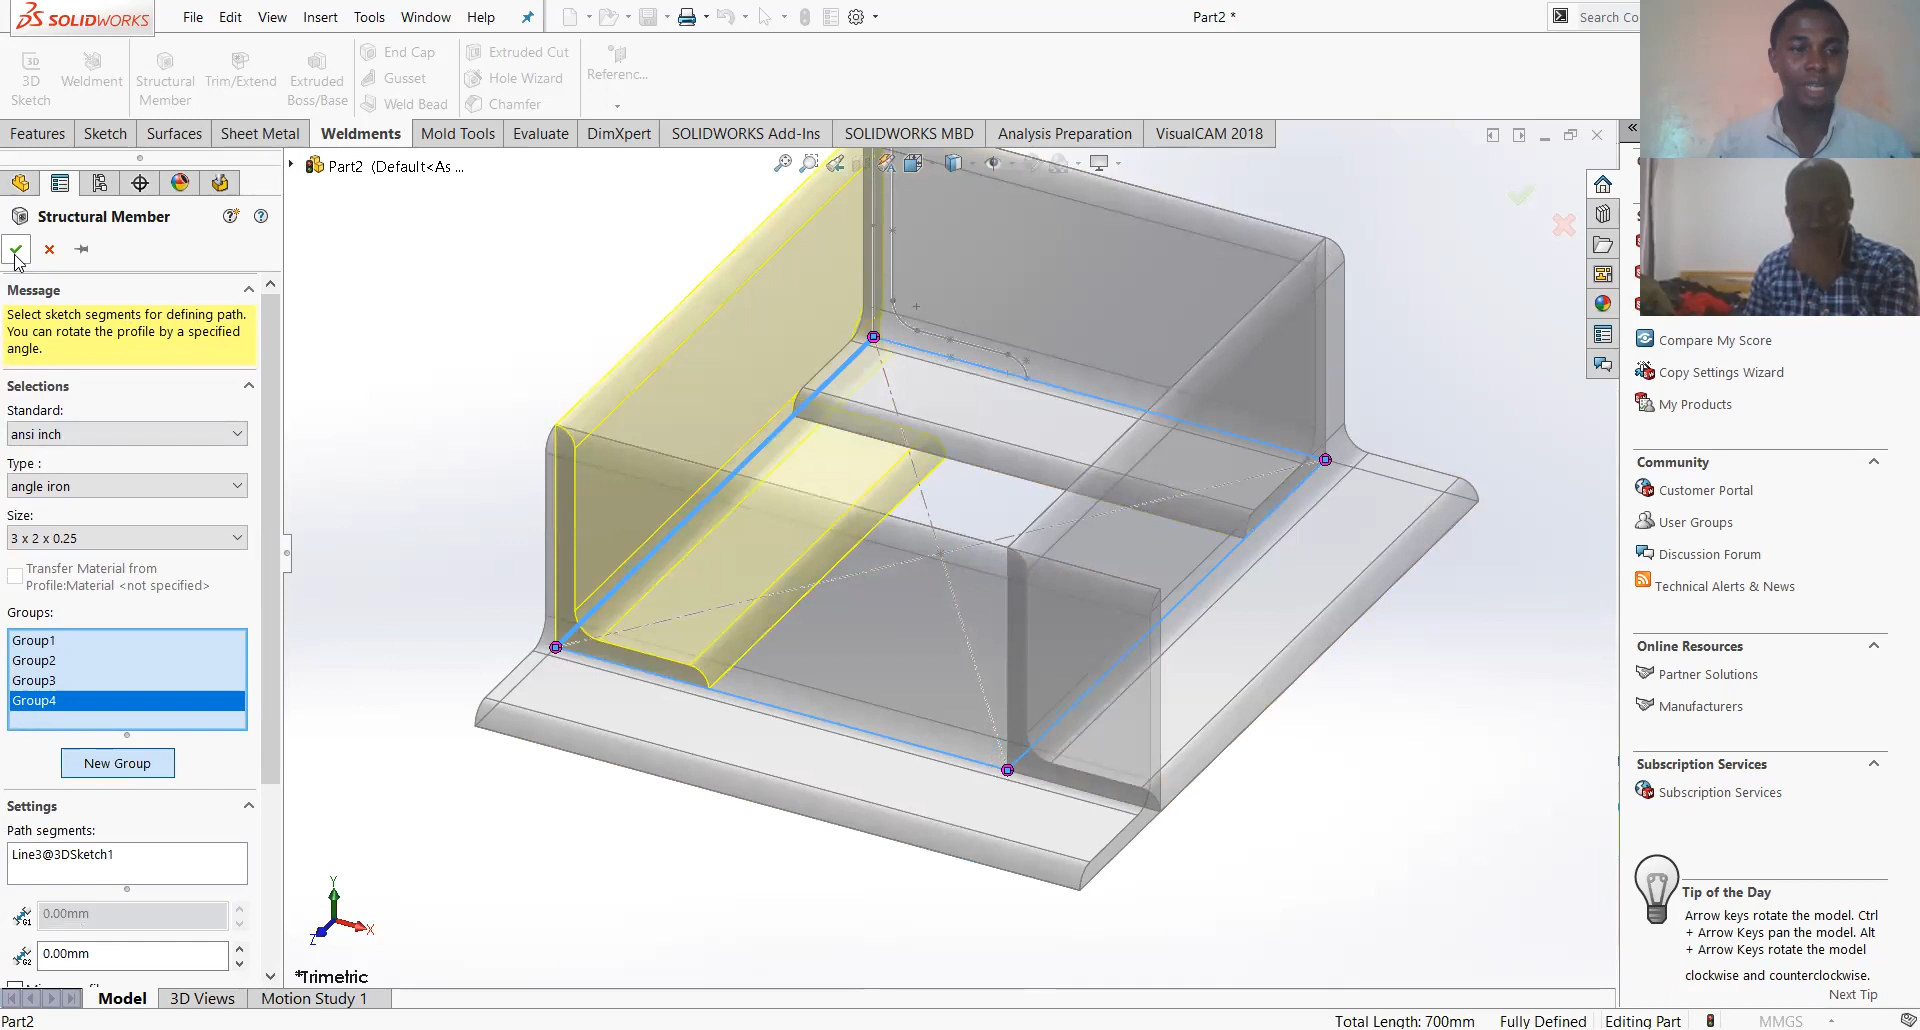 SOLIDWORKS
File Edit View Insert Tools Window Help
Part2 *
Search Co
3D Sketch
Weldment
Structural Member
Trim/Extend
Extruded Boss/Base
End Cap
Gusset
Weld Bead
Extruded Cut
Hole Wizard
Chamfer
Referenc...
Features Sketch Surfaces Sheet Metal Weldments Mold Tools Evaluate DimXpert SOLIDWORKS Add-Ins SOLIDWORKS MBD Analysis Preparation VisualCAM 2018
Part2 (Default<As ...
Structural Member
Message
Select sketch segments for defining path.
You can rotate the profile by a specified
angle.
Selections
Standard:
ansi inch
Type :
angle iron
Size:
3 x 2 x 0.25
Transfer Material from
Profile:Material <not specified>
Groups:
Group1
Group2
Group3
Group4
New Group
Settings
Path segments:
Line3@3DSketch1
G1 0.00mm
G2 0.00mm
Y
X
Z
*Trimetric
Compare My Score
Copy Settings Wizard
My Products
Community
Customer Portal
User Groups
Discussion Forum
Technical Alerts & News
Online Resources
Partner Solutions
Manufacturers
Subscription Services
Subscription Services
Tip of the Day
Arrow keys rotate the model. Ctrl
+ Arrow Keys pan the model. Alt
+ Arrow Keys rotate the model
clockwise and counterclockwise.
Next Tip
Model 3D Views Motion Study 1
Part2
Total Length: 700mm Fully Defined Editing Part MMGS